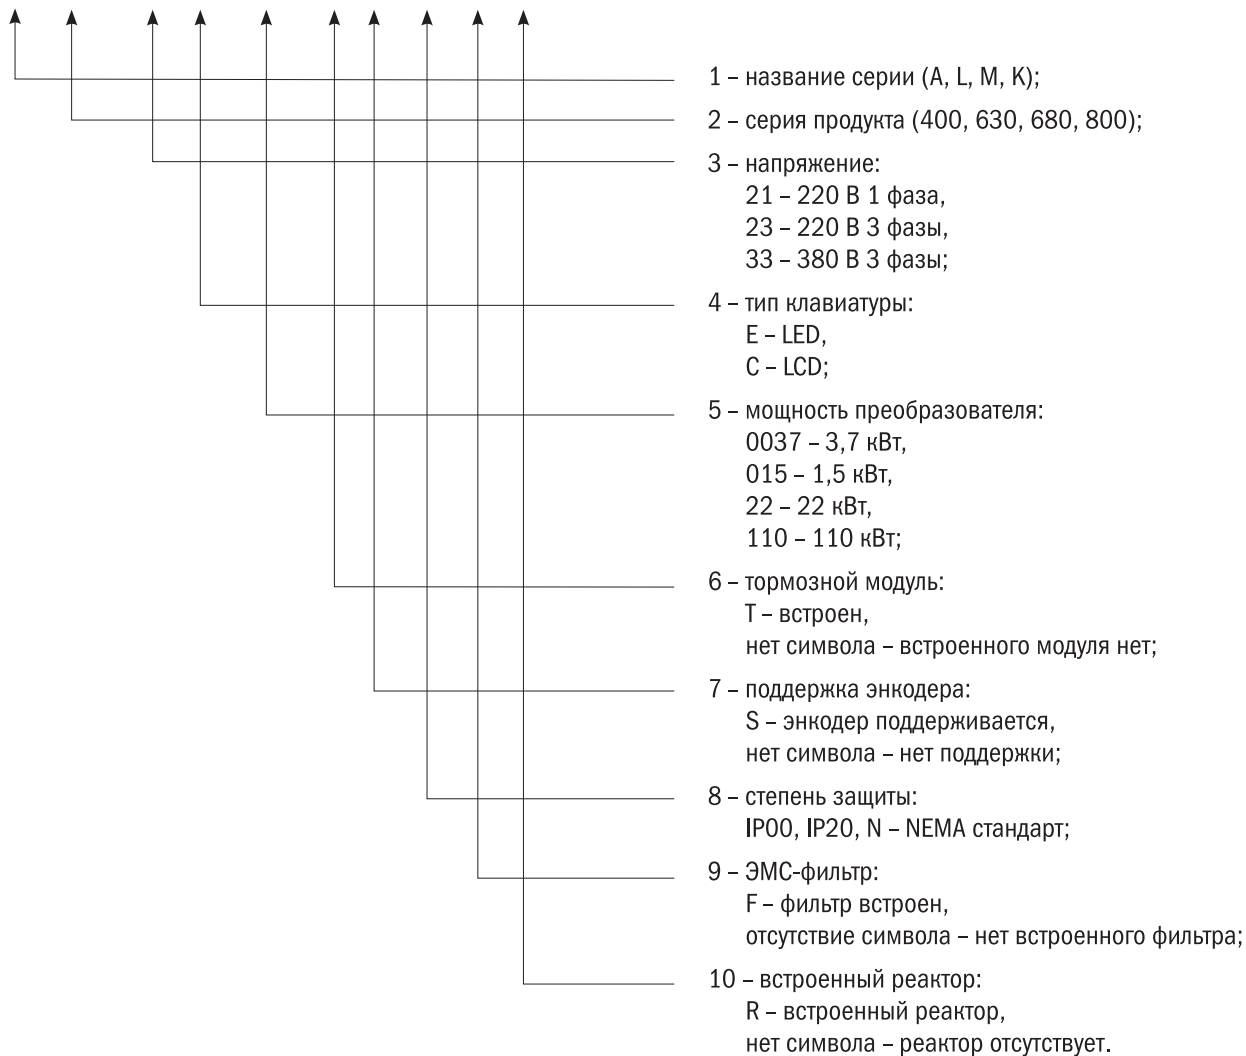 1 – название серии (A, L, M, K);
2 – серия продукта (400, 630, 680, 800);
3 – напряжение:
21 – 220 В 1 фаза,
23 – 220 В 3 фазы,
33 – 380 В 3 фазы;
4 – тип клавиатуры:
E – LED,
C – LCD;
5 – мощность преобразователя:
0037 – 3,7 кВт,
015 – 1,5 кВт,
22 – 22 кВт,
110 – 110 кВт;
6 – тормозной модуль:
T – встроен,
нет символа – встроенного модуля нет;
7 – поддержка энкодера:
S – энкодер поддерживается,
нет символа – нет поддержки;
8 – степень защиты:
IP00, IP20, N – NEMA стандарт;
9 – ЭМС-фильтр:
F – фильтр встроен,
отсутствие символа – нет встроенного фильтра;
10 – встроенный реактор:
R – встроенный реактор,
нет символа – реактор отсутствует.